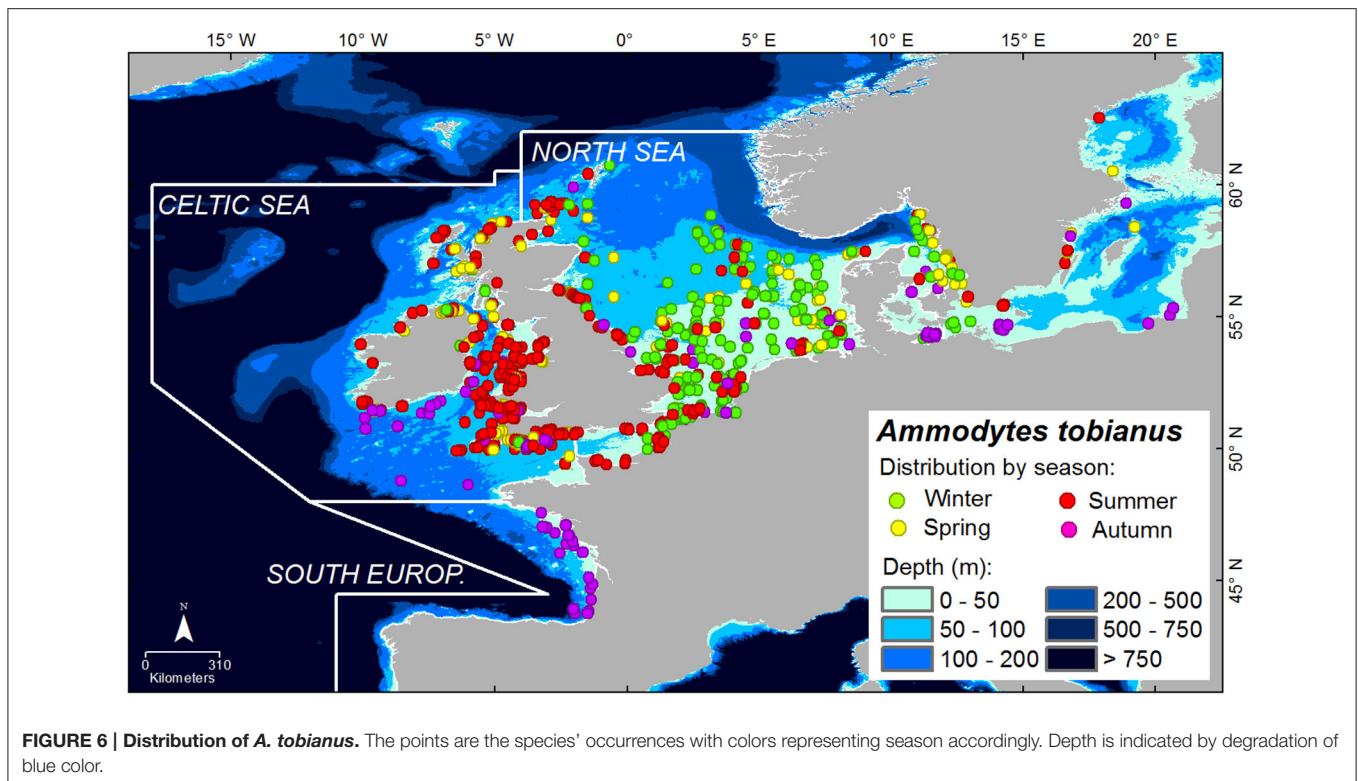 15° W 10° W 5° W 0° 5° E 10° E 15° E 20° E
NORTH SEA
CELTIC SEA
SOUTH EUROP.
60° N
55° N
50° N
45° N
N
0 310
Kilometers
Ammodytes tobianus
Distribution by season:
Winter Summer
Spring Autumn
Depth (m):
0 - 50 200 - 500
50 - 100 500 - 750
100 - 200 > 750
FIGURE 6 | Distribution of A. tobianus. The points are the species' occurrences with colors representing season accordingly. Depth is indicated by degradation of
blue color.